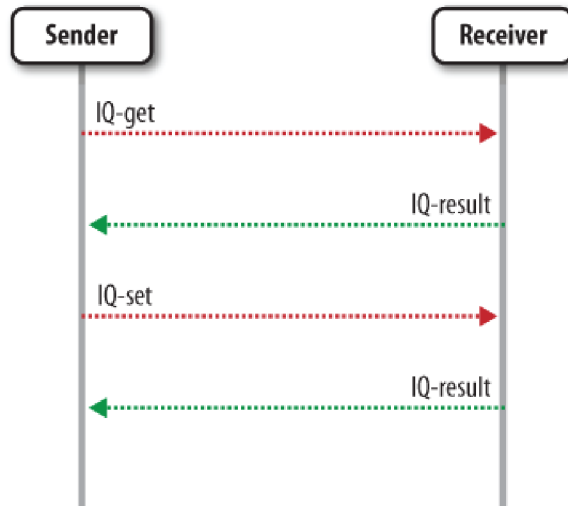 Sender
Receiver
IQ-get
IQ-result
IQ-set
IQ-result